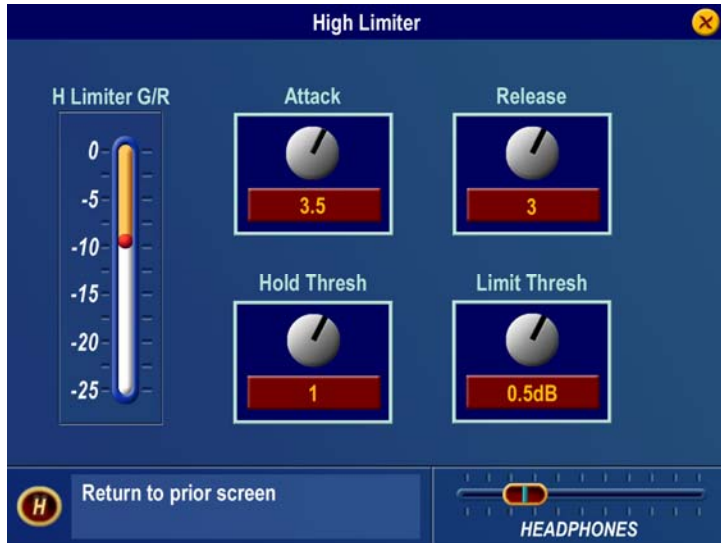 High Limiter
H Limiter G/R
0
-5
-10
-15
-20
-25
Attack
3.5
Release
3
Hold Thresh
1
Limit Thresh
0.5dB
H
Return to prior screen
HEADPHONES